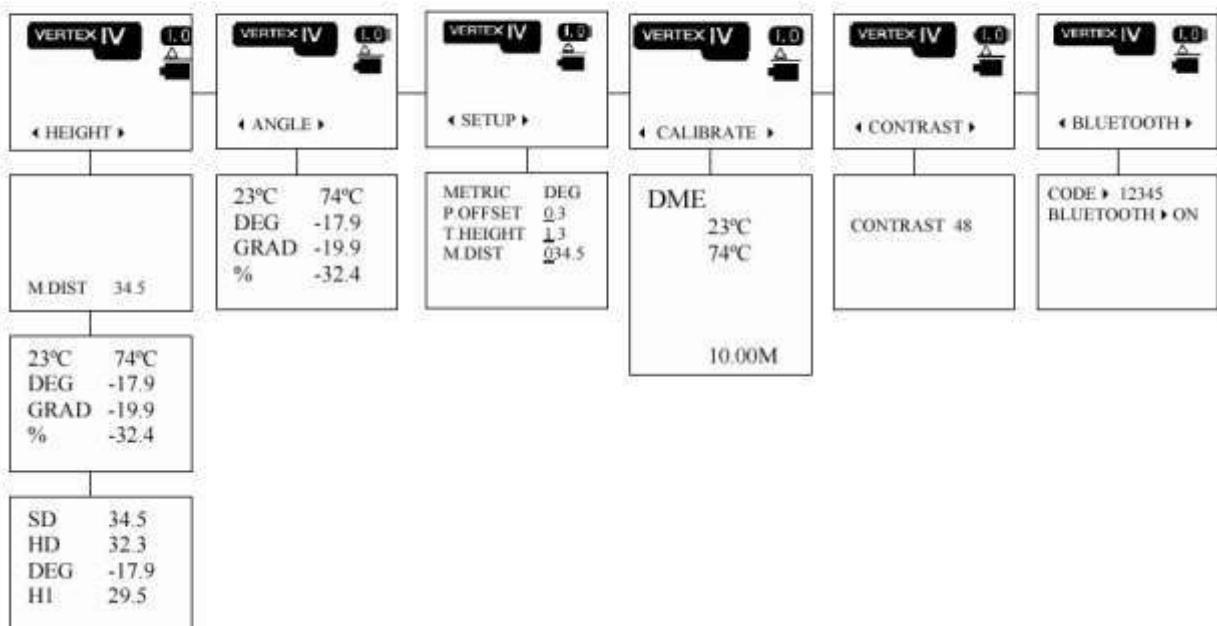 VERTEX IV 1.0
◂ HEIGHT ▸
M.DIST 34.5
23ºC 74ºC
DEG -17.9
GRAD -19.9
% -32.4
SD 34.5
HD 32.3
DEG -17.9
H1 29.5
VERTEX IV 1.0
◂ ANGLE ▸
23ºC 74ºC
DEG -17.9
GRAD -19.9
% -32.4
VERTEX IV 1.0
◂ SETUP ▸
METRIC DEG
P.OFFSET 0.3
T.HEIGHT 1.3
M.DIST 034.5
VERTEX IV 1.0
◂ CALIBRATE ▸
DME
23ºC
74ºC
10.00M
VERTEX IV 1.0
◂ CONTRAST ▸
CONTRAST 48
VERTEX IV 1.0
◂ BLUETOOTH ▸
CODE ▸ 12345
BLUETOOTH ▸ ON